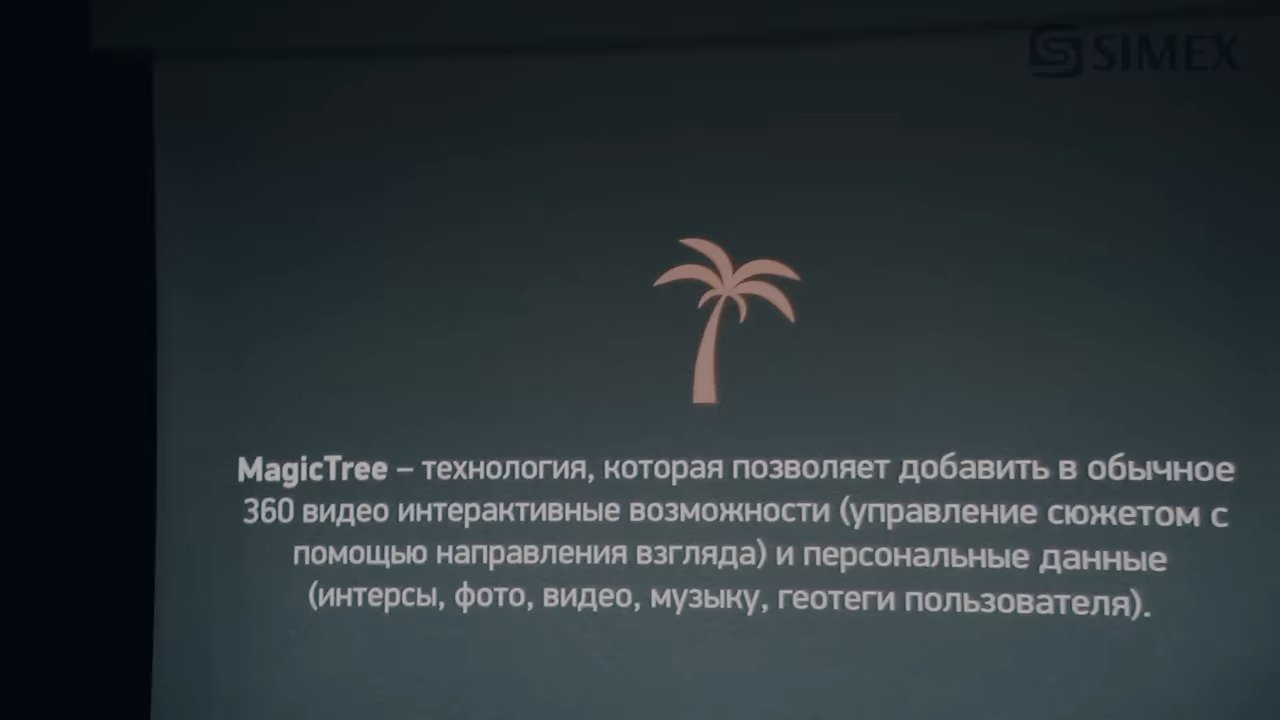 SIMEX
MagicTree – технология, которая позволяет добавить в обычное
360 видео интерактивные возможности (управление сюжетом с
помощью направления взгляда) и персональные данные
(интерсы, фото, видео, музыку, геотеги пользователя).